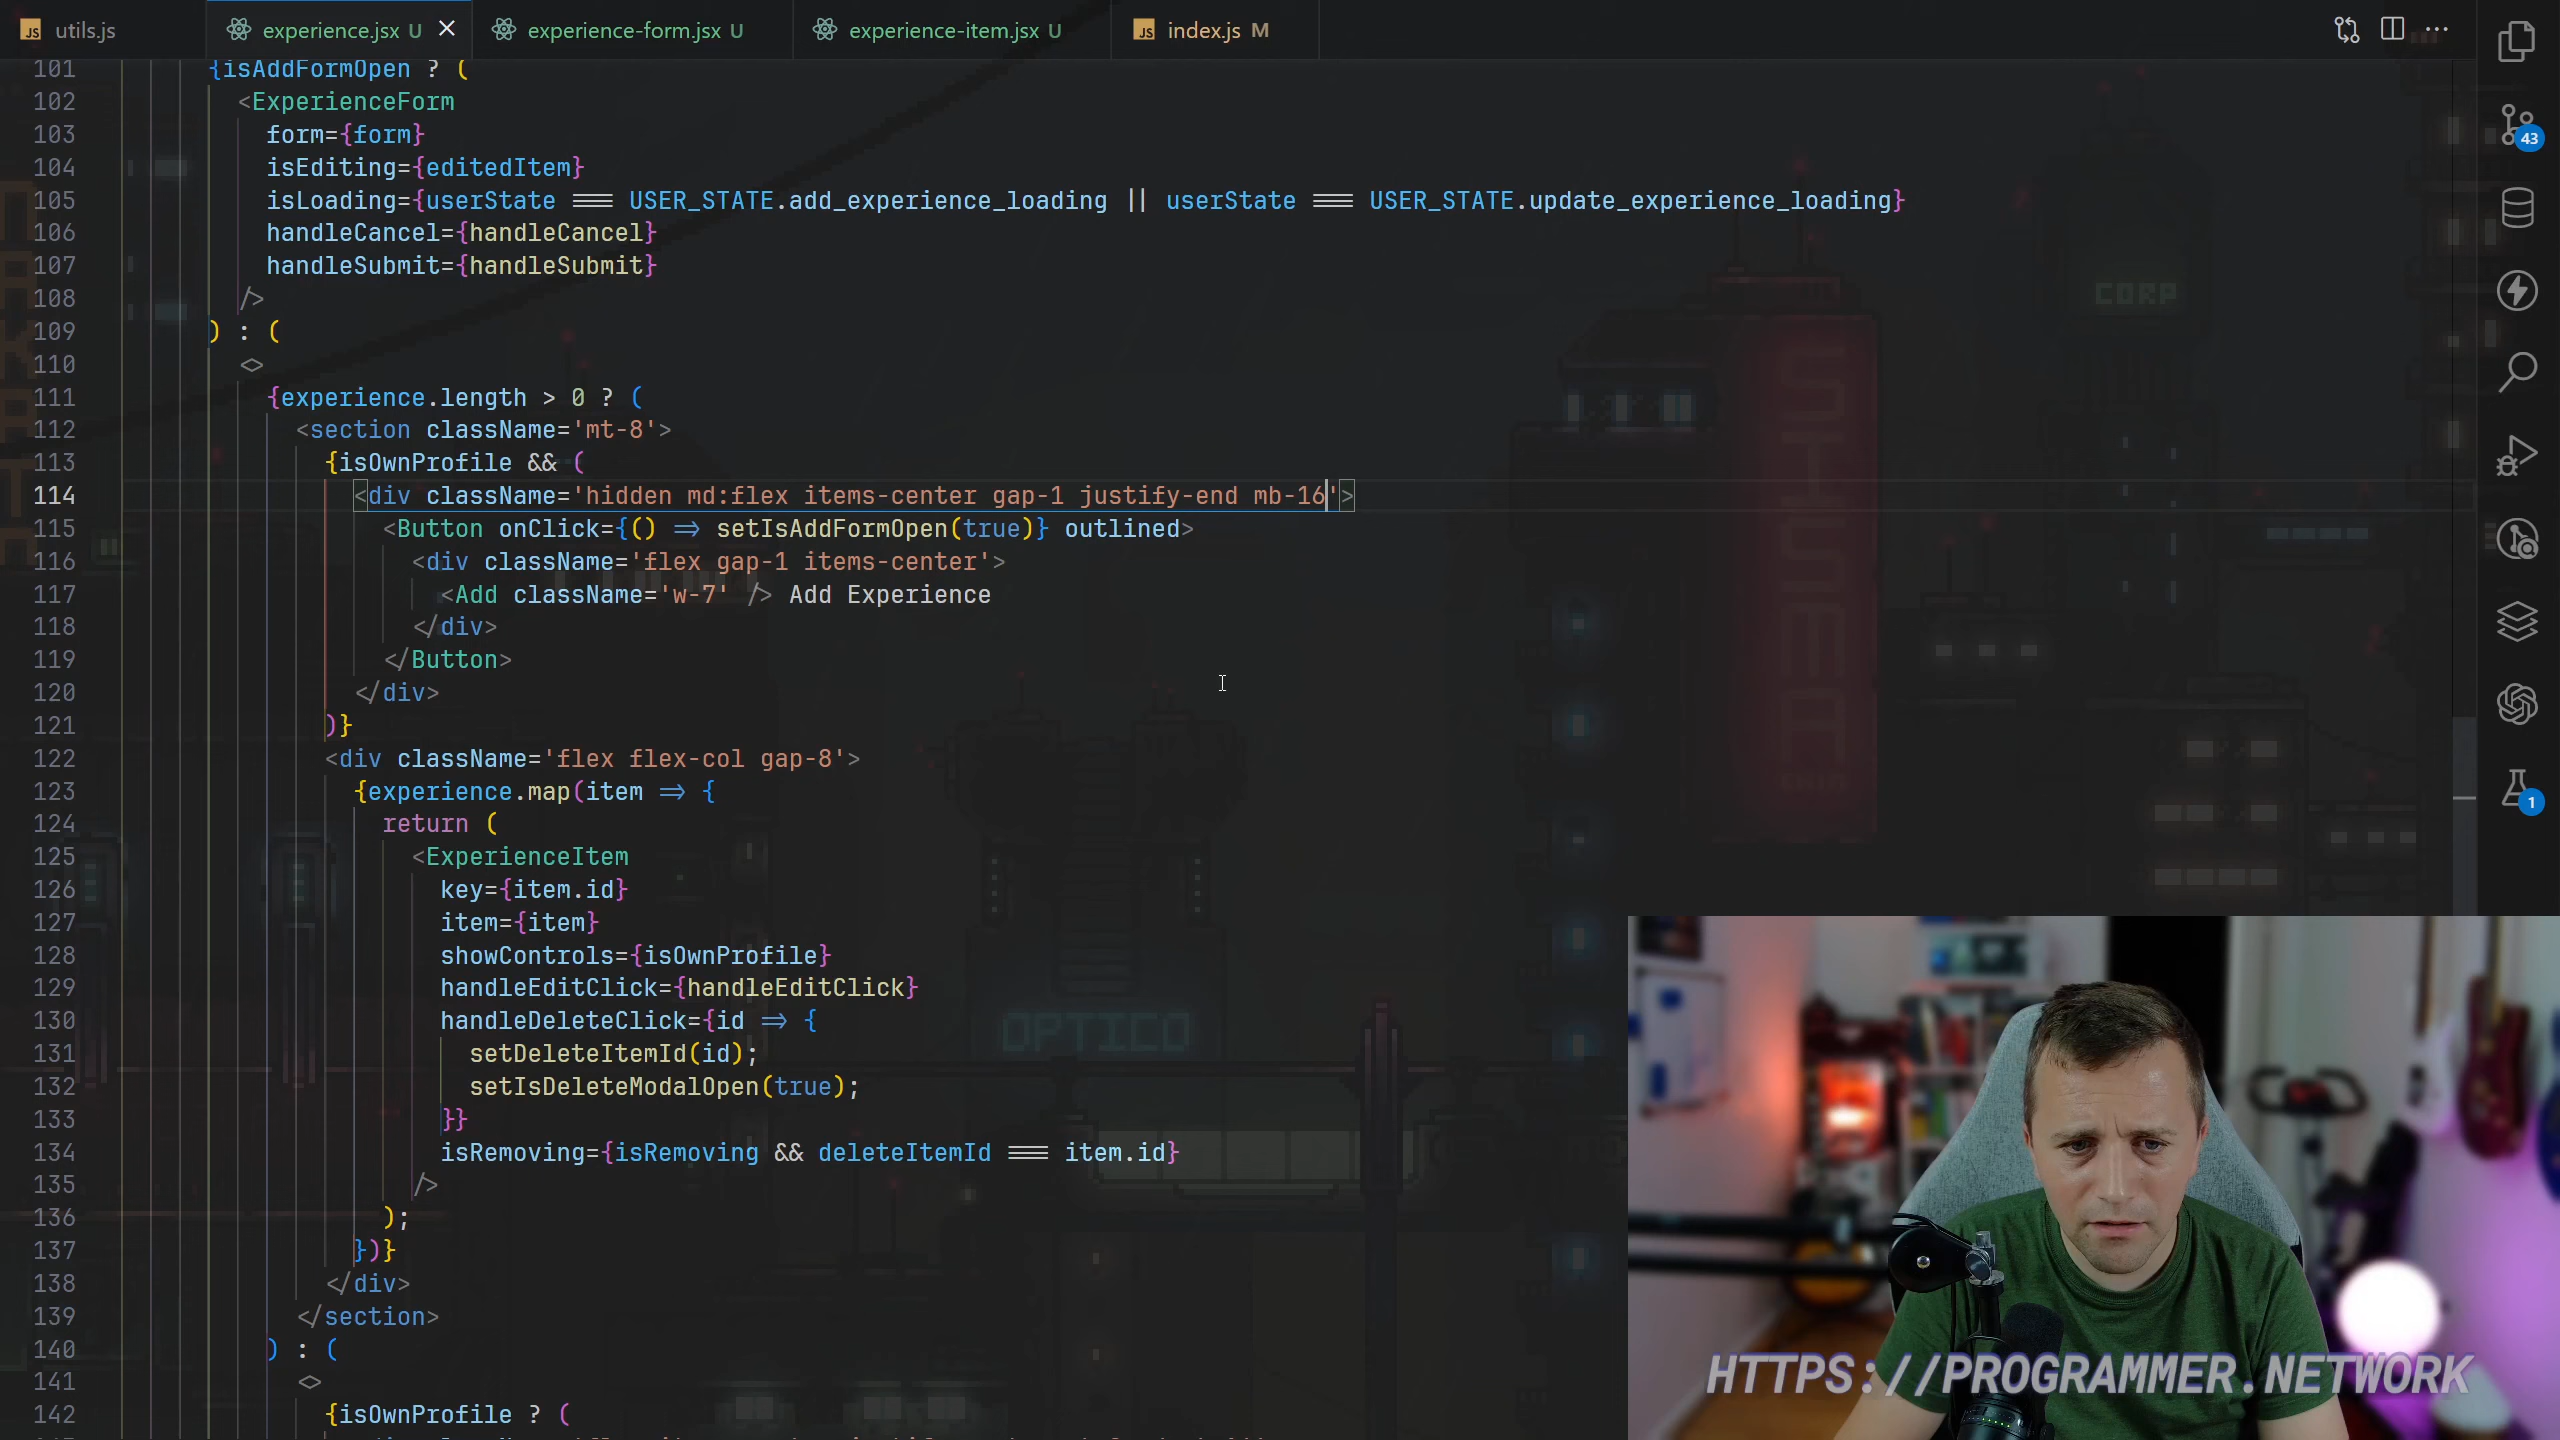 utils.js experience.jsx U experience-form.jsx U experience-item.jsx U index.js M
101 {isAddFormOpen ? (
102 <ExperienceForm
103 form={form}
104 isEditing={editedItem}
105 isLoading={userState === USER_STATE.add_experience_loading || userState === USER_STATE.update_experience_loading}
106 handleCancel={handleCancel}
107 handleSubmit={handleSubmit}
108 />
109 ) : (
110 <>
111 {experience.length > 0 ? (
112 <section className='mt-8'>
113 {isOwnProfile && (
114 <div className='hidden md:flex items-center gap-1 justify-end mb-16'>
115 <Button onClick={() => setIsAddFormOpen(true)} outlined>
116 <div className='flex gap-1 items-center'>
117 <Add className='w-7' /> Add Experience
118 </div>
119 </Button>
120 </div>
121 )}
122 <div className='flex flex-col gap-8'>
123 {experience.map(item => {
124 return (
125 <ExperienceItem
126 key={item.id}
127 item={item}
128 showControls={isOwnProfile}
129 handleEditClick={handleEditClick}
130 handleDeleteClick={id => {
131 setDeleteItemId(id);
132 setIsDeleteModalOpen(true);
133 }}
134 isRemoving={isRemoving && deleteItemId === item.id}
135 />
136 );
137 })}
138 </div>
139 </section>
140 ) : (
141 <>
142 {isOwnProfile ? (
43
1
CORP
OPTICO
HTTPS://PROGRAMMER.NETWORK